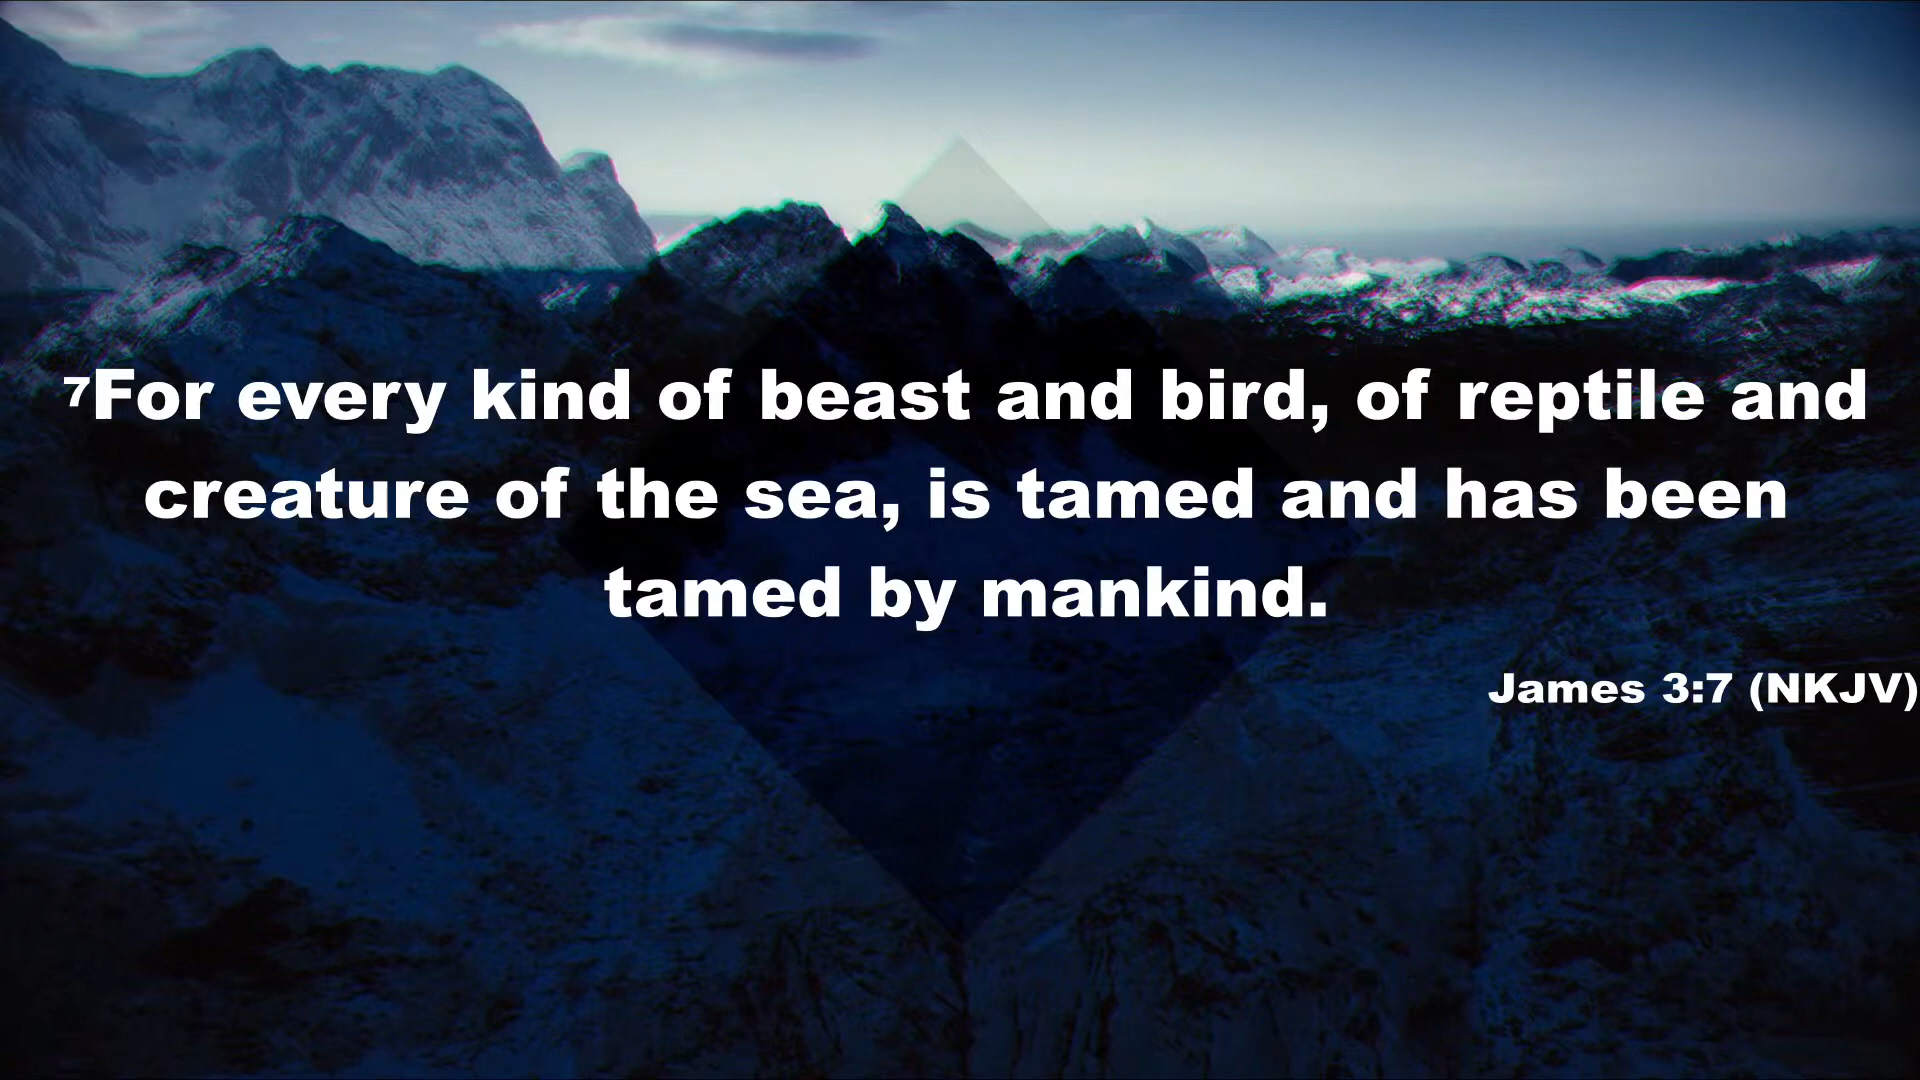 ⁷For every kind of beast and bird, of reptile and
creature of the sea, is tamed and has been
tamed by mankind.
James 3:7 (NKJV)